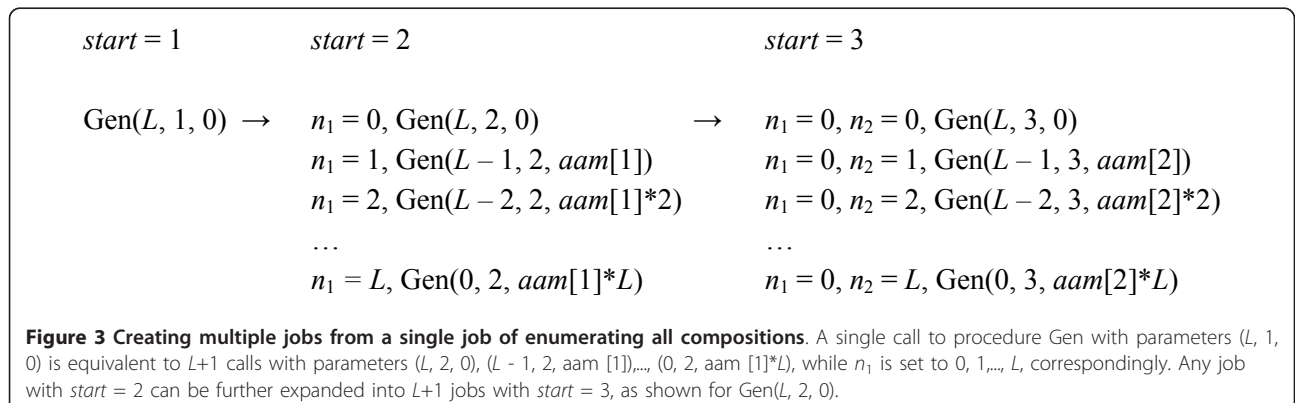 start = 1 start = 2 start = 3
Gen(L, 1, 0) → n₁ = 0, Gen(L, 2, 0) → n₁ = 0, n₂ = 0, Gen(L, 3, 0)
n₁ = 1, Gen(L – 1, 2, aam[1]) n₁ = 0, n₂ = 1, Gen(L – 1, 3, aam[2])
n₁ = 2, Gen(L – 2, 2, aam[1]*2) n₁ = 0, n₂ = 2, Gen(L – 2, 3, aam[2]*2)
… …
n₁ = L, Gen(0, 2, aam[1]*L) n₁ = 0, n₂ = L, Gen(0, 3, aam[2]*L)
Figure 3 Creating multiple jobs from a single job of enumerating all compositions. A single call to procedure Gen with parameters (L, 1,
0) is equivalent to L+1 calls with parameters (L, 2, 0), (L - 1, 2, aam [1]),..., (0, 2, aam [1]*L), while n₁ is set to 0, 1,..., L, correspondingly. Any job
with start = 2 can be further expanded into L+1 jobs with start = 3, as shown for Gen(L, 2, 0).